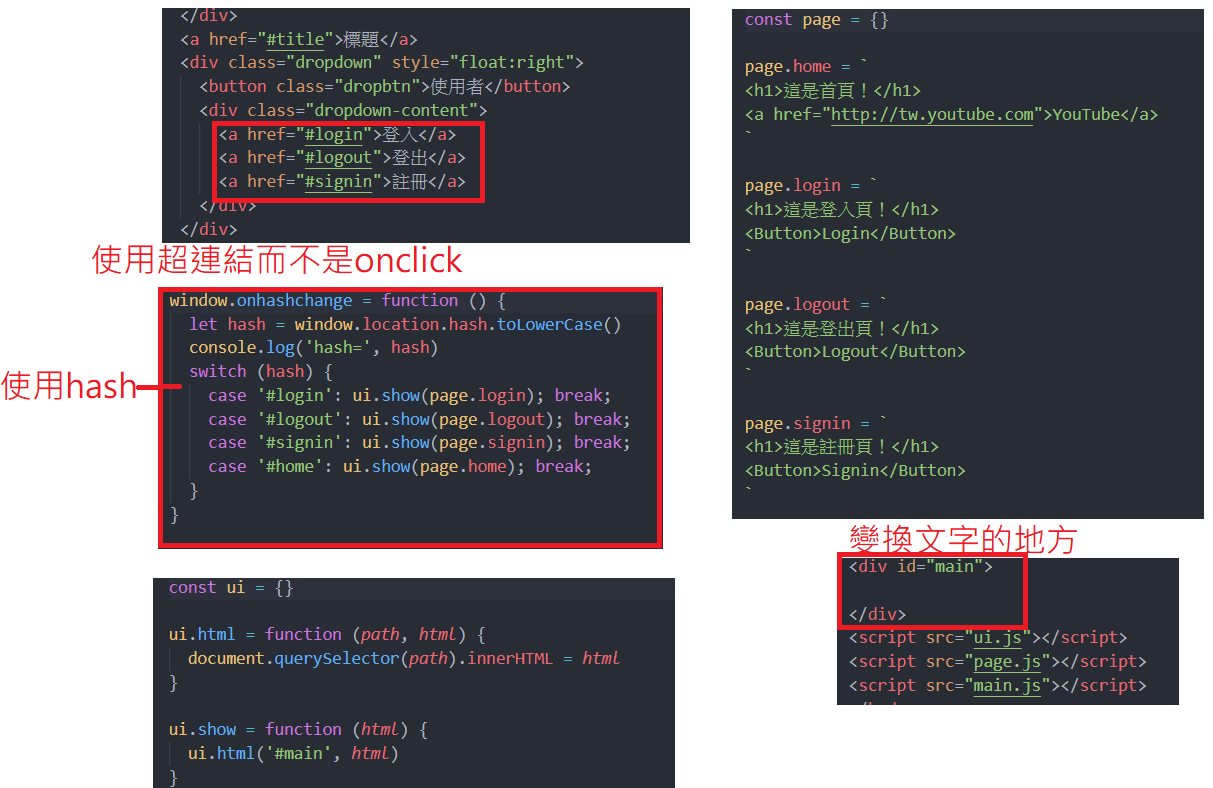 </div>
<a href="#title">標題</a>
<div class="dropdown" style="float:right">
<button class="dropbtn">使用者</button>
<div class="dropdown-content">
<a href="#login">登入</a>
<a href="#logout">登出</a>
<a href="#signin">註冊</a>
</div>
</div>
使用超連結而不是onclick
window.onhashchange = function () {
let hash = window.location.hash.toLowerCase()
console.log('hash=', hash)
switch (hash) {
case '#login': ui.show(page.login); break;
case '#logout': ui.show(page.logout); break;
case '#signin': ui.show(page.signin); break;
case '#home': ui.show(page.home); break;
}
}
使用hash
const ui = {}
ui.html = function (path, html) {
document.querySelector(path).innerHTML = html
}
ui.show = function (html) {
ui.html('#main', html)
}
const page = {}
page.home = `
<h1>這是首頁！</h1>
<a href="http://tw.youtube.com">YouTube</a>
`
page.login = `
<h1>這是登入頁！</h1>
<Button>Login</Button>
`
page.logout = `
<h1>這是登出頁！</h1>
<Button>Logout</Button>
`
page.signin = `
<h1>這是註冊頁！</h1>
<Button>Signin</Button>
`
變換文字的地方
<div id="main">
</div>
<script src="ui.js"></script>
<script src="page.js"></script>
<script src="main.js"></script>